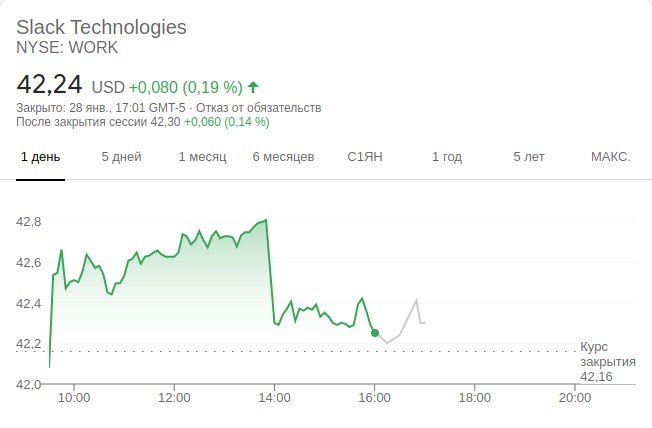 Slack Technologies
NYSE: WORK
42,24 USD +0,080 (0,19 %)
Закрыто: 28 янв., 17:01 GMT-5 · Отказ от обязательств
После закрытия сессии 42,30 +0,060 (0,14 %)
1 день 5 дней 1 месяц 6 месяцев С1ЯН 1 год 5 лет МАКС.
42,8
42,6
42,4
42,2
Курс
закрытия
42,16
42,0
10:00 12:00 14:00 16:00 18:00 20:00